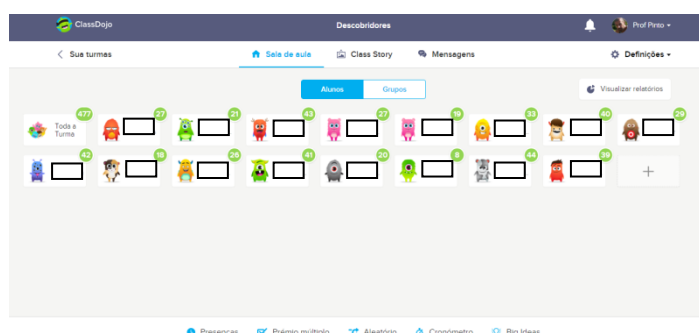 ClassDojo
Descobridores
Prof Pinto
Sua turmas
Sala de aula
Class Story
Mensagens
Definições
Alunos
Grupos
Visualizar relatórios
Toda a
Turma
477
27
21
43
27
19
33
40
29
42
18
26
41
20
8
44
39
+
Presenças
Prémio múltiplo
Aleatório
Cronómetro
Big Ideas